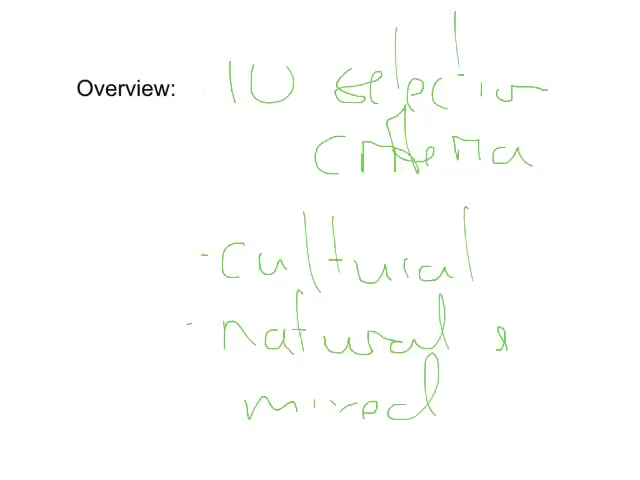 Overview: 10 selection
criteria
- cultural
- natural &
mixed